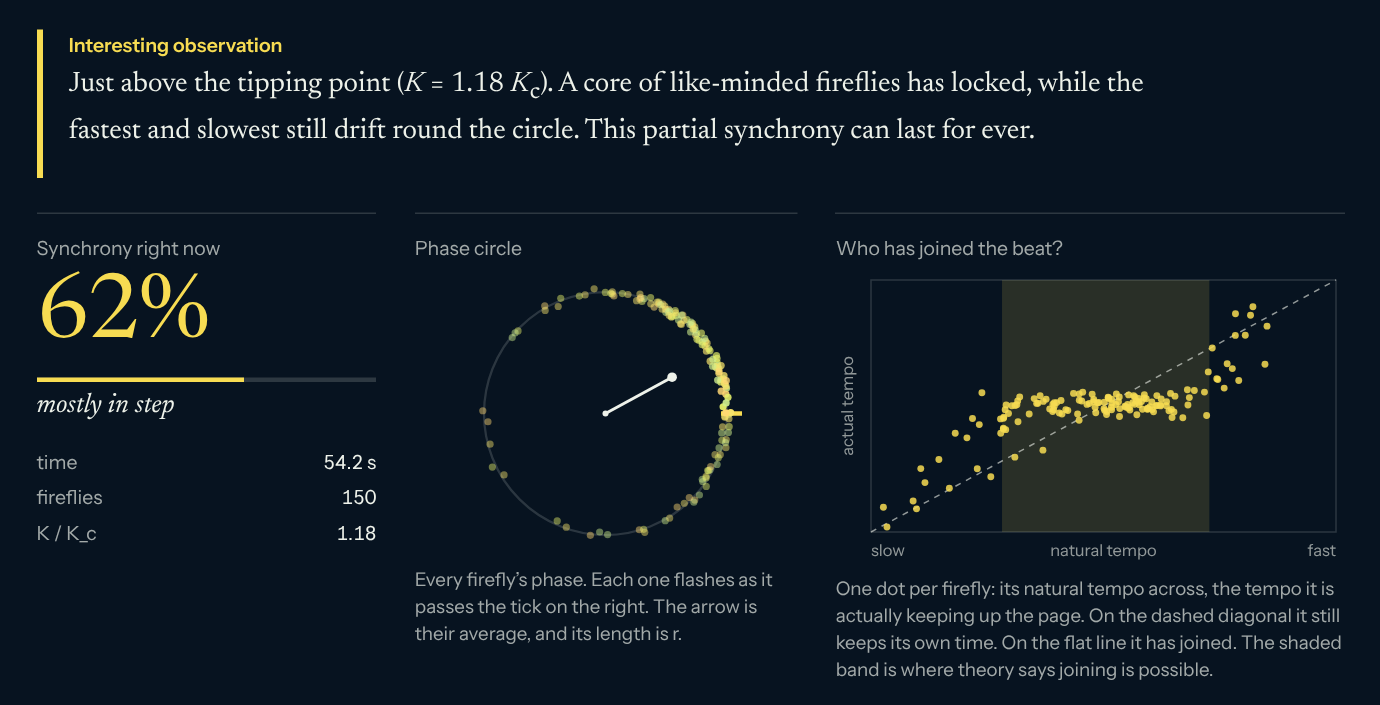 Interesting observation
Just above the tipping point (K = 1.18 K_c). A core of like-minded fireflies has locked, while the
fastest and slowest still drift round the circle. This partial synchrony can last for ever.
Synchrony right now
62%
mostly in step
time 54.2 s
fireflies 150
K / K_c 1.18
Phase circle
Every firefly’s phase. Each one flashes as it
passes the tick on the right. The arrow is
their average, and its length is r.
Who has joined the beat?
actual tempo
slow natural tempo fast
One dot per firefly: its natural tempo across, the tempo it is
actually keeping up the page. On the dashed diagonal it still
keeps its own time. On the flat line it has joined. The shaded
band is where theory says joining is possible.